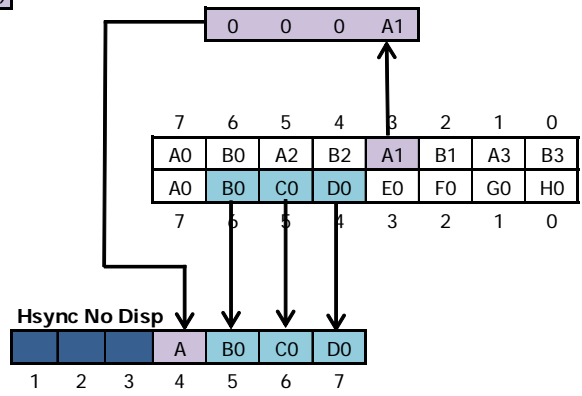 0 0 0 A1
7 6 5 4 3 2 1 0
A0 B0 A2 B2 A1 B1 A3 B3
A0 B0 C0 D0 E0 F0 G0 H0
7 6 5 4 3 2 1 0
Hsync No Disp
A B0 C0 D0
1 2 3 4 5 6 7